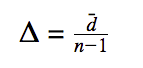 Δ = d̄ / n−1